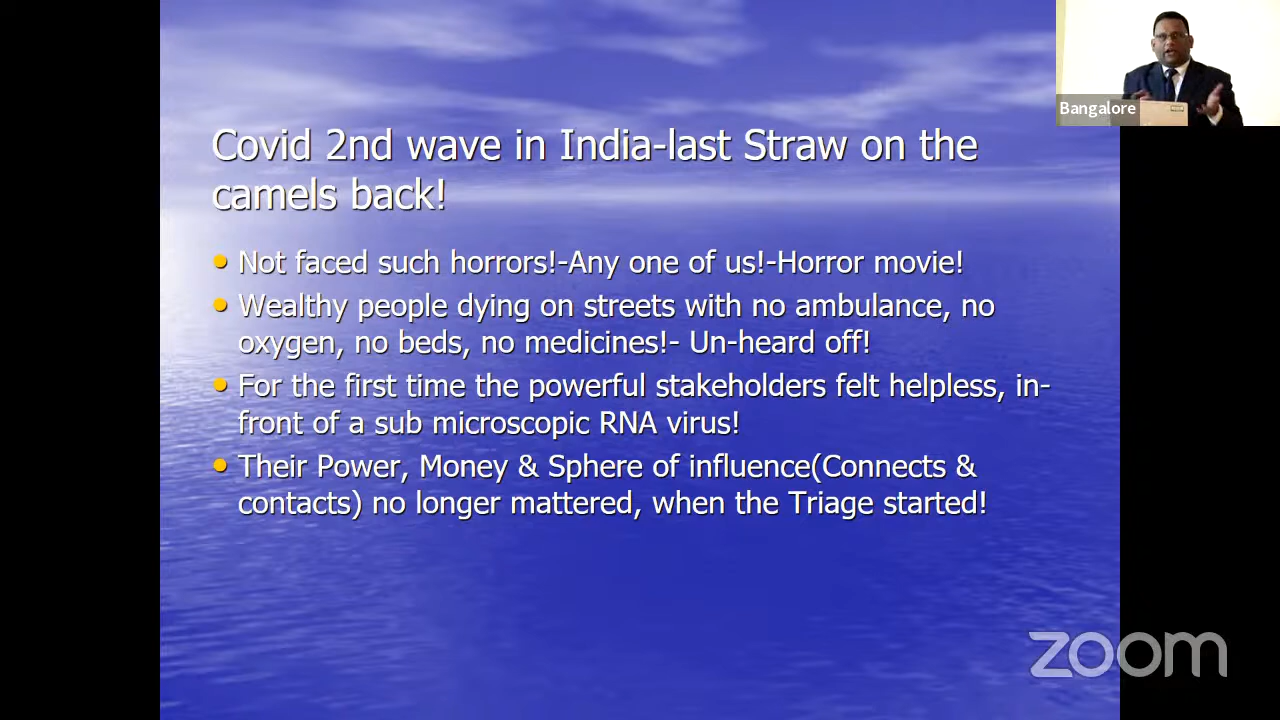 Covid 2nd wave in India-last Straw on the
camels back!
Not faced such horrors!-Any one of us!-Horror movie!
Wealthy people dying on streets with no ambulance, no
oxygen, no beds, no medicines!- Un-heard off!
For the first time the powerful stakeholders felt helpless, in-
front of a sub microscopic RNA virus!
Their Power, Money & Sphere of influence(Connects &
contacts) no longer mattered, when the Triage started!
Bangalore
zoom